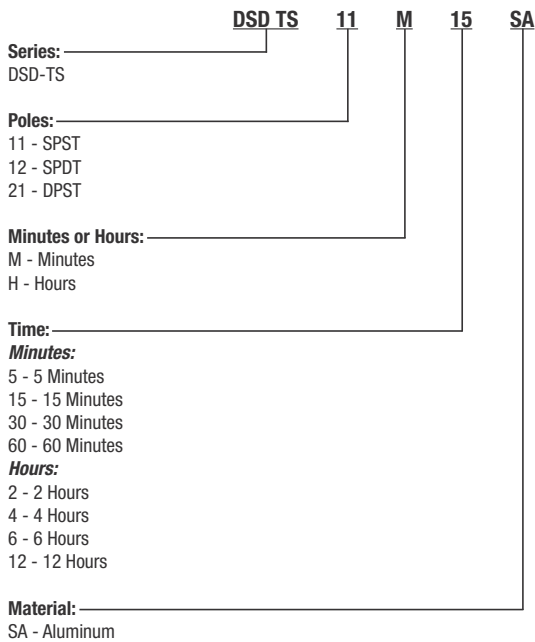 DSD TS 11 M 15 SA
Series:
DSD-TS
Poles:
11 - SPST
12 - SPDT
21 - DPST
Minutes or Hours:
M - Minutes
H - Hours
Time:
Minutes:
5 - 5 Minutes
15 - 15 Minutes
30 - 30 Minutes
60 - 60 Minutes
Hours:
2 - 2 Hours
4 - 4 Hours
6 - 6 Hours
12 - 12 Hours
Material:
SA - Aluminum